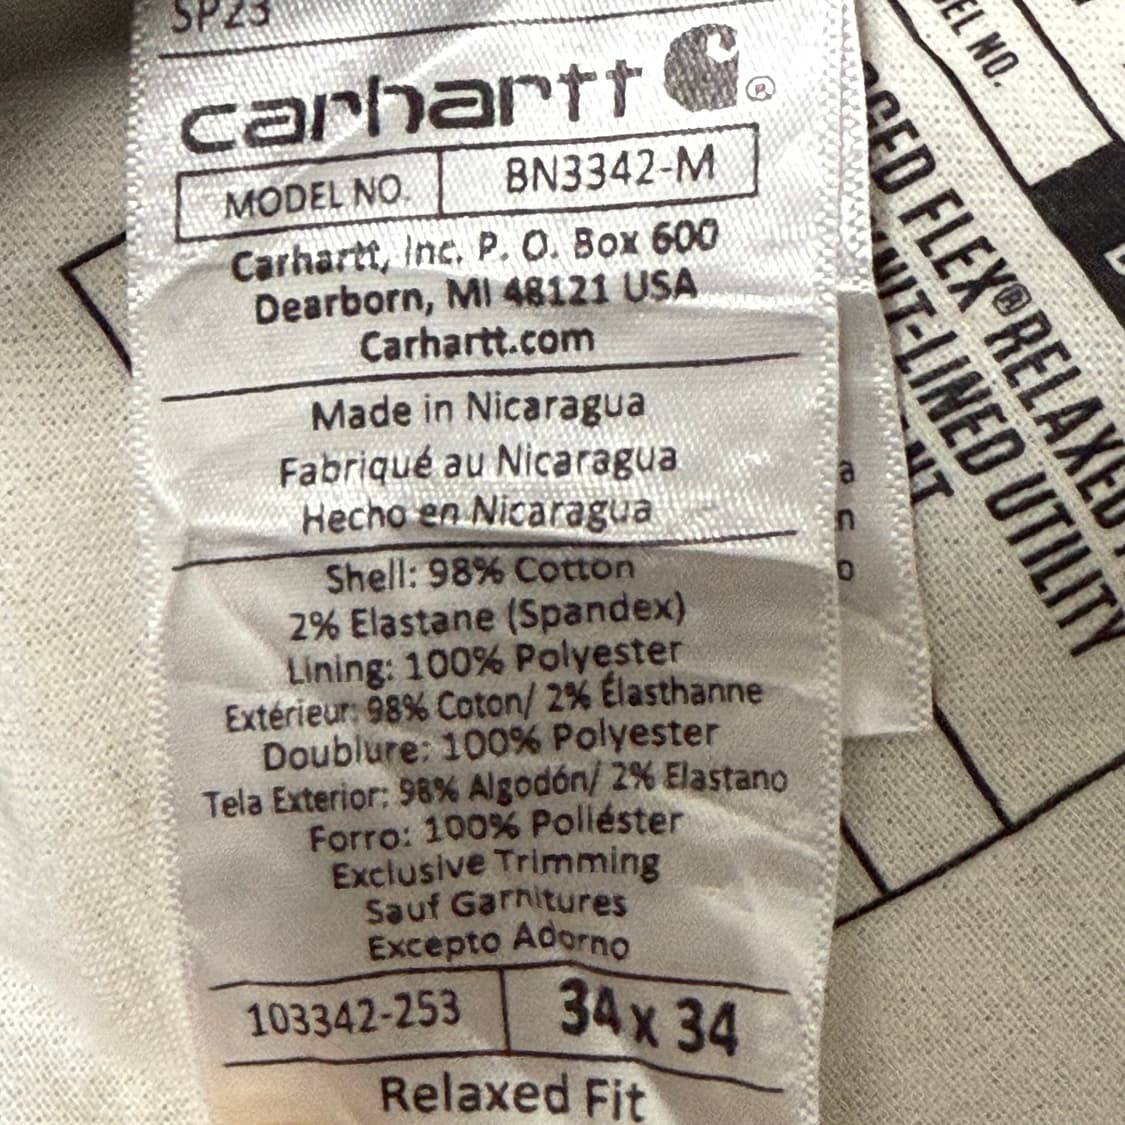 SP23
carhartt ®
MODEL NO. BN3342-M
Carhartt, Inc. P. O. Box 600
Dearborn, MI 48121 USA
Carhartt.com
Made in Nicaragua
Fabriqué au Nicaragua
Hecho en Nicaragua
Shell: 98% Cotton
2% Elastane (Spandex)
Lining: 100% Polyester
Extérieur: 98% Coton/ 2% Élasthanne
Doublure: 100% Polyester
Tela Exterior: 98% Algodón/ 2% Elastano
Forro: 100% Poliéster
Exclusive Trimming
Sauf Garnitures
Excepto Adorno
103342-253 34 x 34
Relaxed Fit
a
n
o
NO.
FLEX® RELAXED
LINED UTILITY